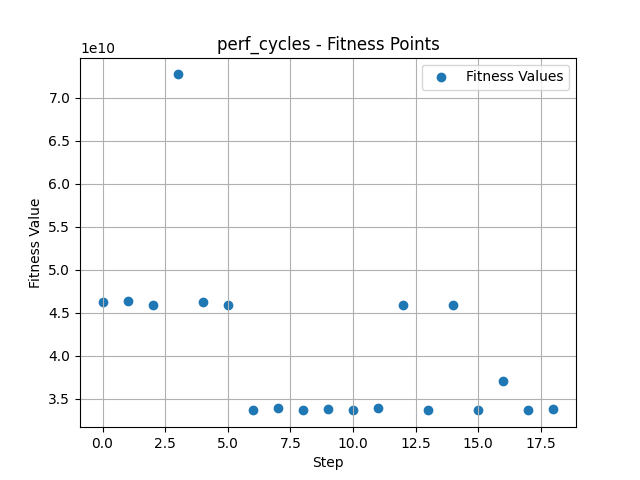 perf_cycles - Fitness Points
1e10
Fitness Values
7.0
6.5
6.0
5.5
5.0
4.5
4.0
3.5
Fitness Value
0.0 2.5 5.0 7.5 10.0 12.5 15.0 17.5
Step